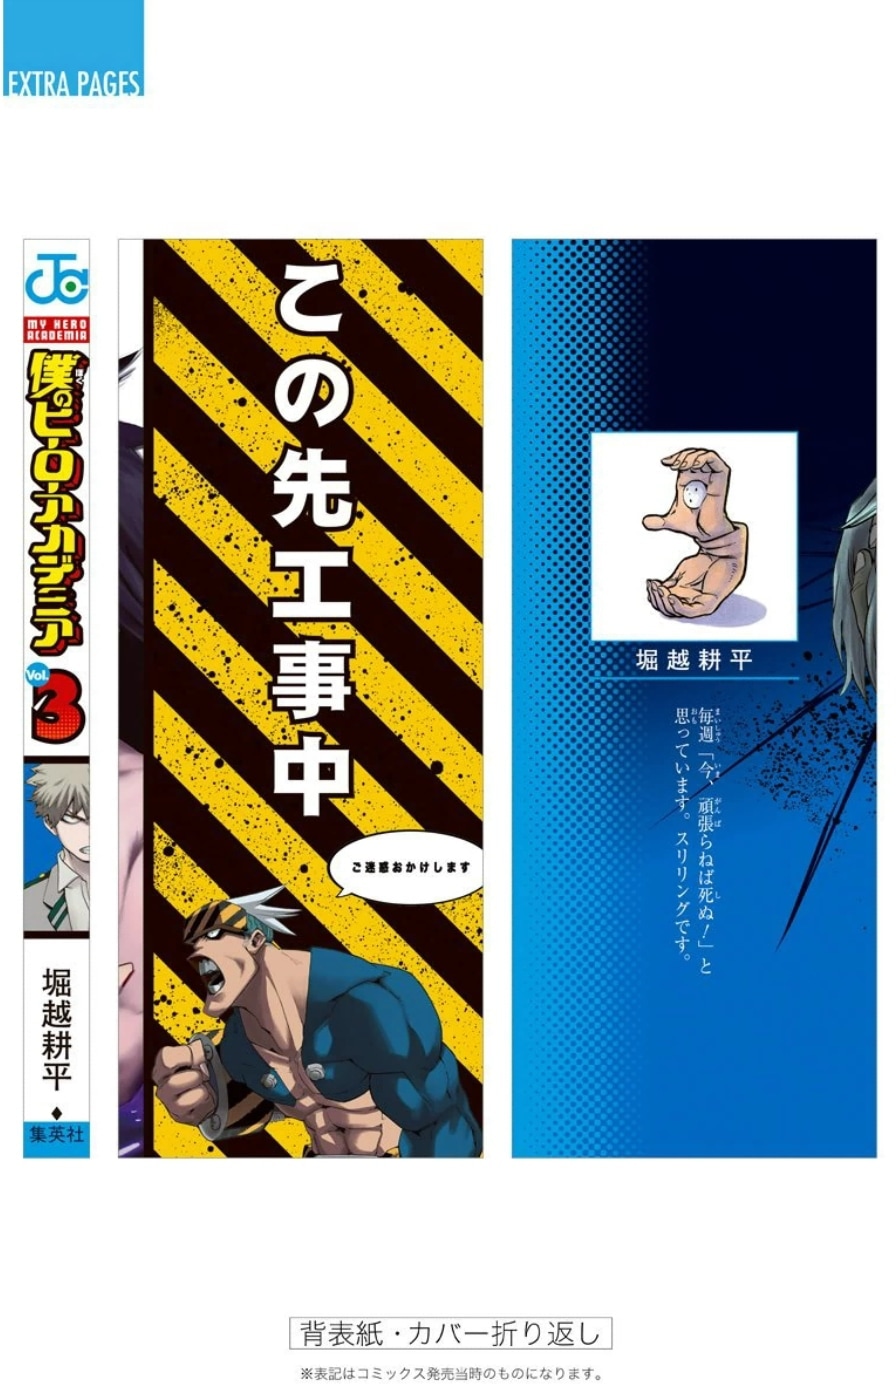 EXTRA PAGES
MY HERO
ACADEMIA
僕のヒーローアカデミア
ぼく
Vol.
3
堀越耕平
集英社
この先工事中
ご迷惑おかけします
堀越耕平
毎週「今、頑張らねば死ぬ！」と
思っています。スリリングです。
背表紙・カバー折り返し
※表記はコミックス発売当時のものになります。